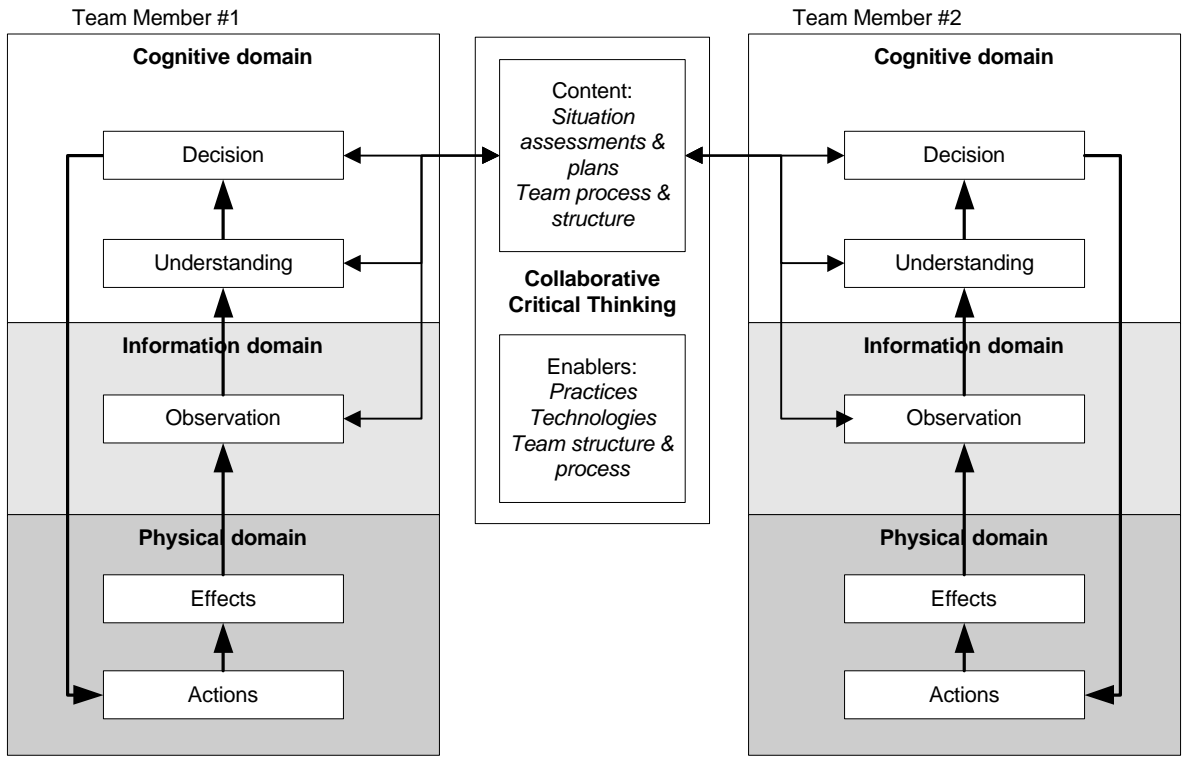 Team Member #1
Cognitive domain
Decision
Understanding
Information domain
Observation
Physical domain
Effects
Actions
Content:
Situation
assessments &
plans
Team process &
structure
Collaborative
Critical Thinking
Enablers:
Practices
Technologies
Team structure &
process
Team Member #2
Cognitive domain
Decision
Understanding
Information domain
Observation
Physical domain
Effects
Actions